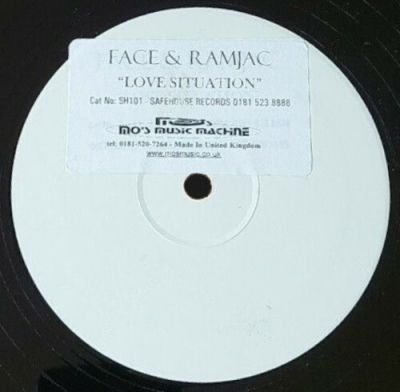 FACE & RAMJAC
"LOVE SITUATION"
Cat No: SH101 - SAFEHOUSE RECORDS 0181 523 8888
MO'S MUSIC MACHINE
tel: 0181-520-7264 - Made In United Kingdom
www.mosmusic.co.uk